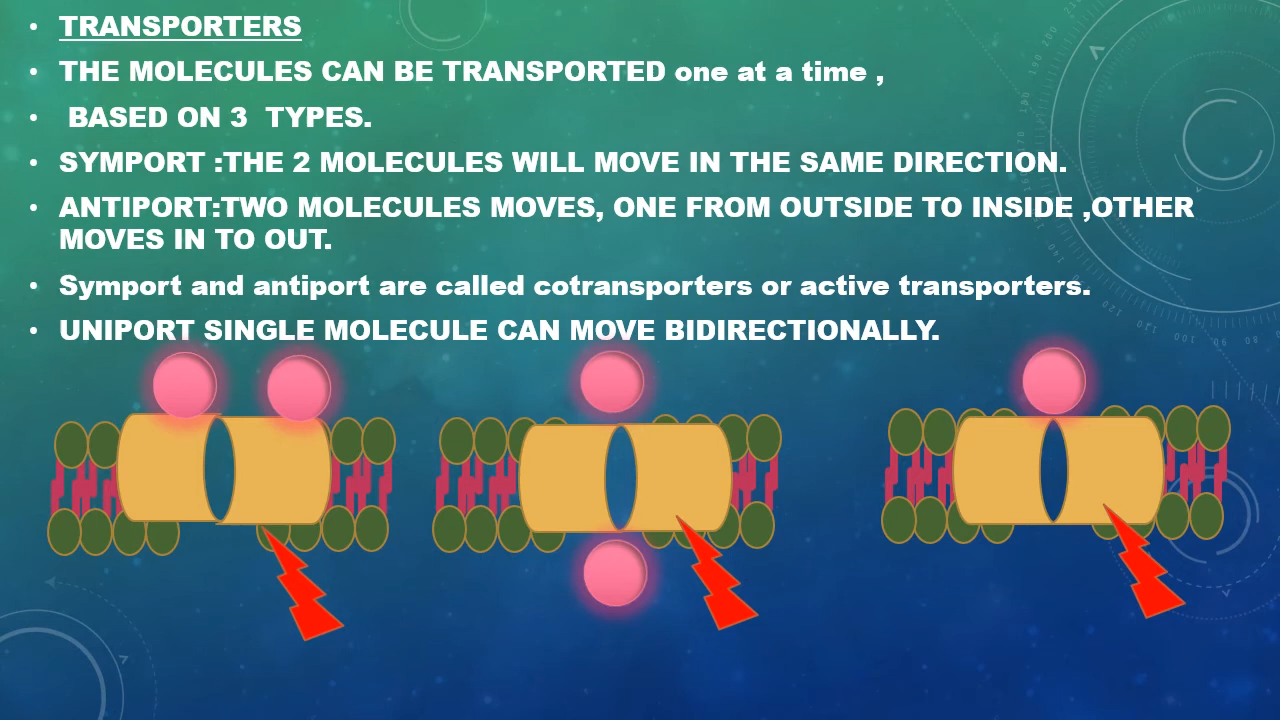 • TRANSPORTERS
• THE MOLECULES CAN BE TRANSPORTED one at a time ,
• BASED ON 3 TYPES.
• SYMPORT :THE 2 MOLECULES WILL MOVE IN THE SAME DIRECTION.
• ANTIPORT:TWO MOLECULES MOVES, ONE FROM OUTSIDE TO INSIDE ,OTHER
MOVES IN TO OUT.
• Symport and antiport are called cotransporters or active transporters.
• UNIPORT SINGLE MOLECULE CAN MOVE BIDIRECTIONALLY.